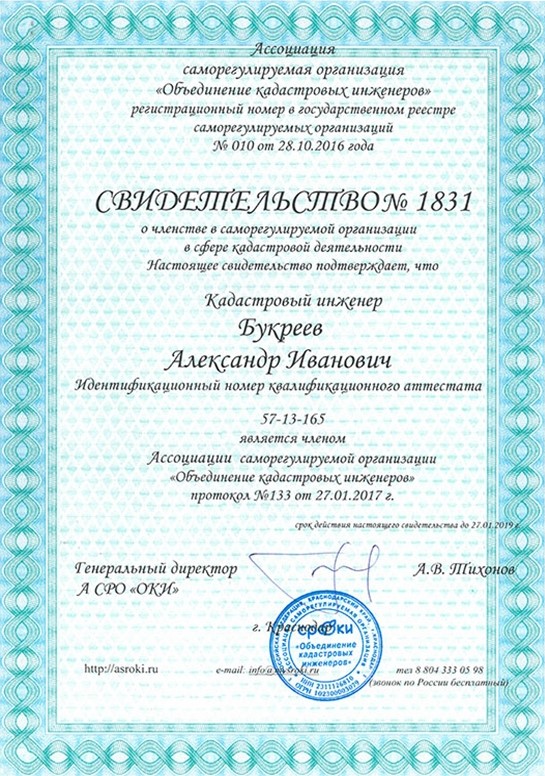 Ассоциация
саморегулируемая организация
«Объединение кадастровых инженеров»
регистрационный номер в государственном реестре
саморегулируемых организаций
№ 010 от 28.10.2016 года
СВИДЕТЕЛЬСТВО№ 1831
о членстве в саморегулируемой организации
в сфере кадастровой деятельности
Настоящее свидетельство подтверждает, что
Кадастровый инженер
Букреев
Александр Иванович
Идентификационный номер квалификационного аттестата
57-13-165
является членом
Ассоциации саморегулируемой организации
«Объединение кадастровых инженеров»
протокол №133 от 27.01.2017 г.
срок действия настоящего свидетельства до 27.01.2019 г.
Генеральный директор А.В. Тихонов
А СРО «ОКИ»
г. Краснодар
«Объединение
кадастровых
инженеров»
http://asroki.ru e-mail: info@asroki.ru тел 8 804 333 05 98
(звонок по России бесплатный)